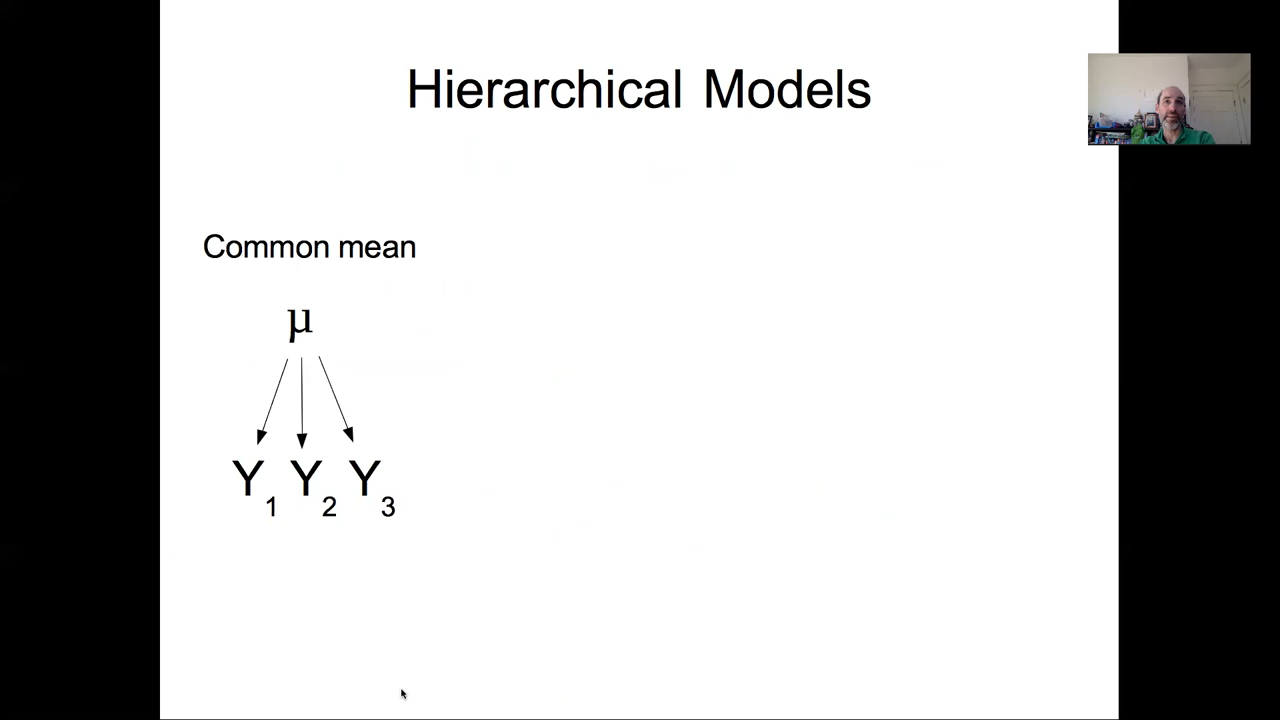 Hierarchical Models
Common mean
μ
Y₁ Y₂ Y₃